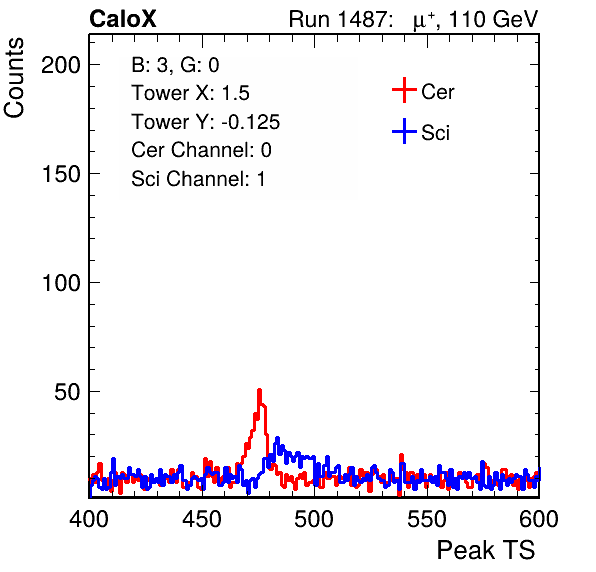 CaloX Run 1487: μ⁺, 110 GeV
Counts
200
150
100
50
B: 3, G: 0
Tower X: 1.5
Tower Y: -0.125
Cer Channel: 0
Sci Channel: 1
Cer
Sci
400 450 500 550 600
Peak TS